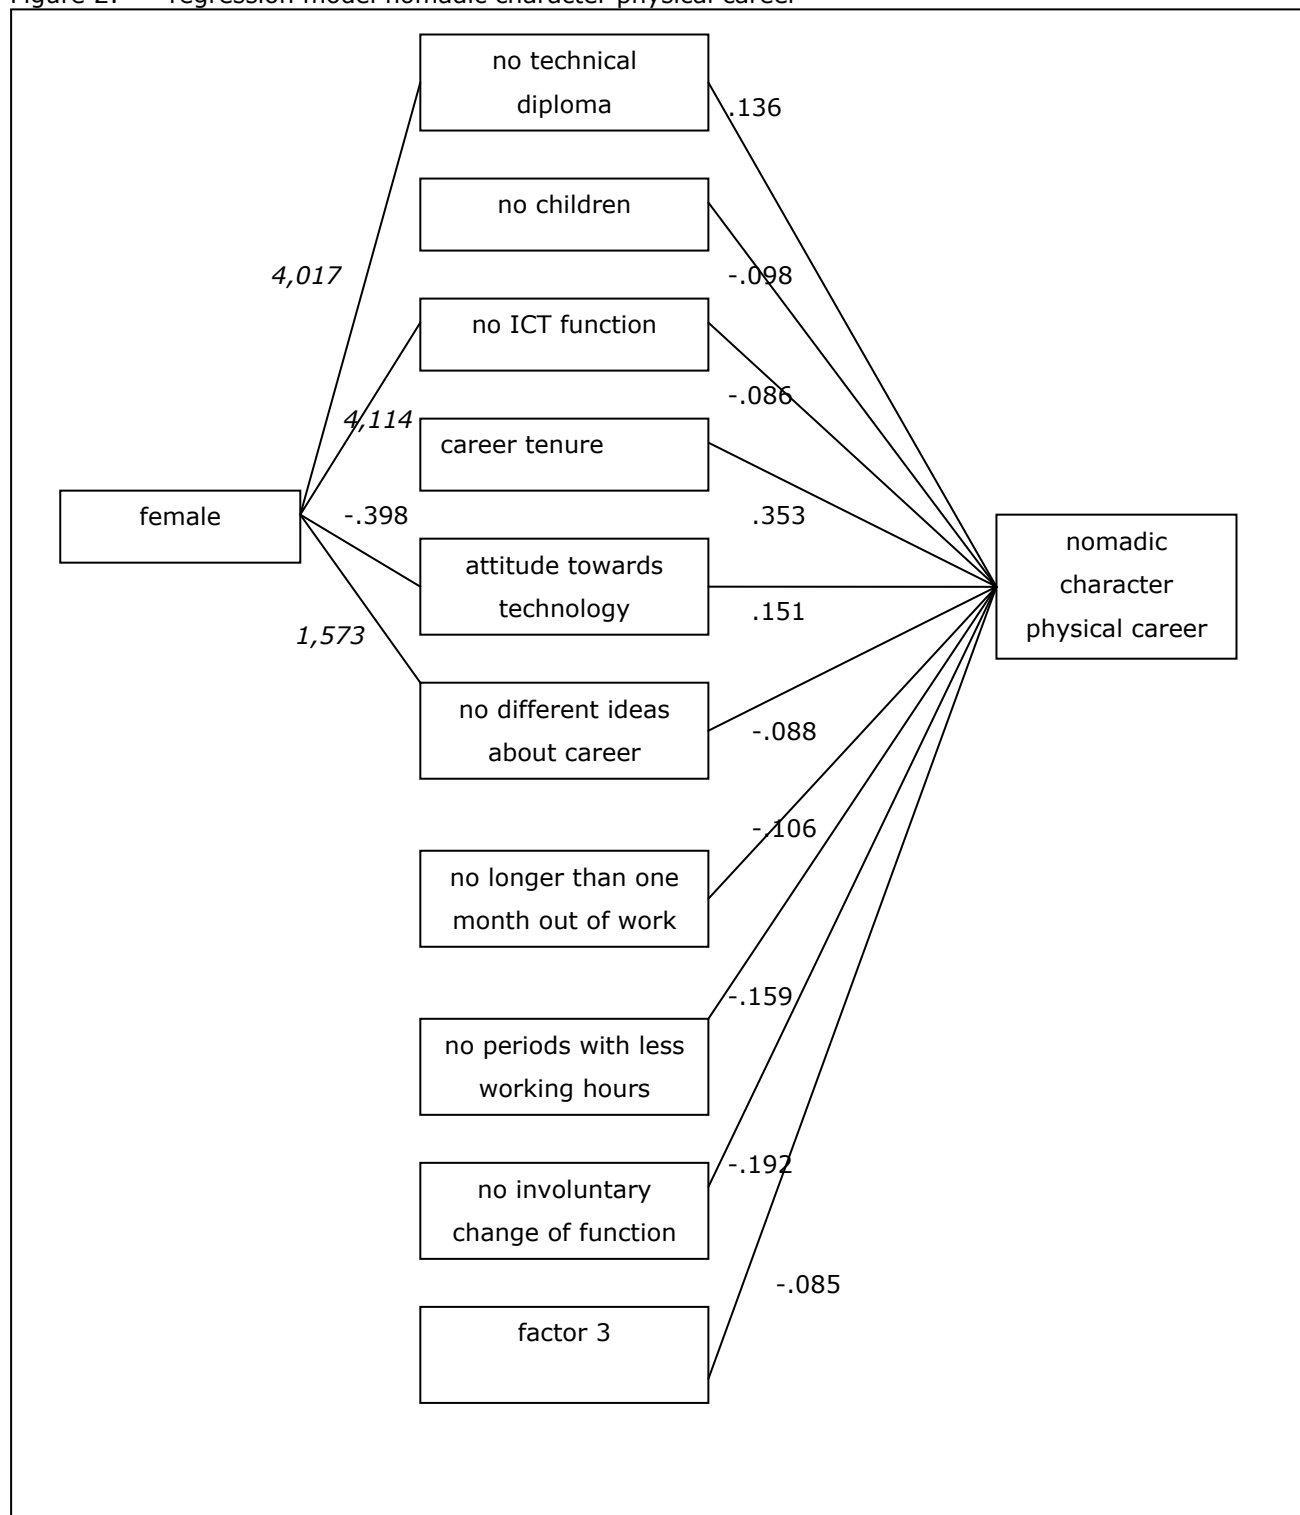 Figure 2. regression model nomadic character physical career
no technical
diploma
.136
no children
4,017
-.098
no ICT function
-.086
4,114
career tenure
female
-.398
.353
nomadic
character
physical career
attitude towards
technology
.151
1,573
no different ideas
about career
-.088
-.106
no longer than one
month out of work
-.159
no periods with less
working hours
-.192
no involuntary
change of function
-.085
factor 3